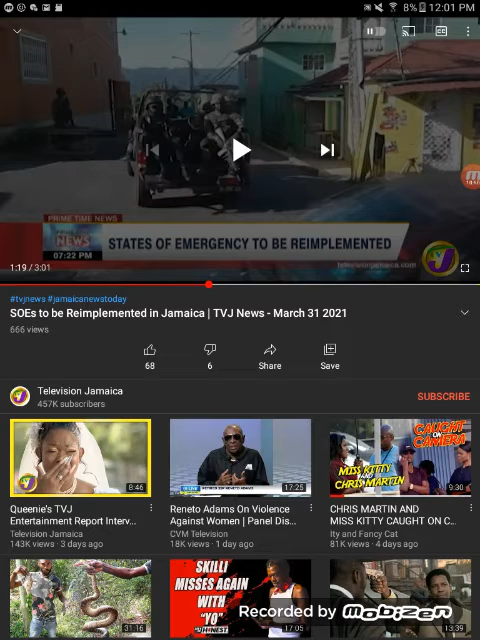 8% 12:01 PM
CC
PRIME TIME NEWS
NEWS
07:22 PM
STATES OF EMERGENCY TO BE REIMPLEMENTED
televisionjamaica.com
1:19 / 3:01
#tvjnews #jamaicanewstoday
SOEs to be Reimplemented in Jamaica | TVJ News - March 31 2021
666 views
68
6
Share
Save
Television Jamaica
457K subscribers
SUBSCRIBE
8:46
17:25
CAUGHT ON CAMERA
MISS KITTY
AND
CHRIS MARTIN
9:30
Queenie's TVJ
Entertainment Report Interv...
Television Jamaica
143K views · 3 days ago
Reneto Adams On Violence
Against Women | Panel Dis...
CVM Television
18K views · 1 day ago
CHRIS MARTIN AND
MISS KITTY CAUGHT ON C...
Ity and Fancy Cat
81K views · 4 days ago
31:16
SKILLI
MISSES AGAIN
WITH
"YO"
17:05
13:39
Recorded by MOBIZEN